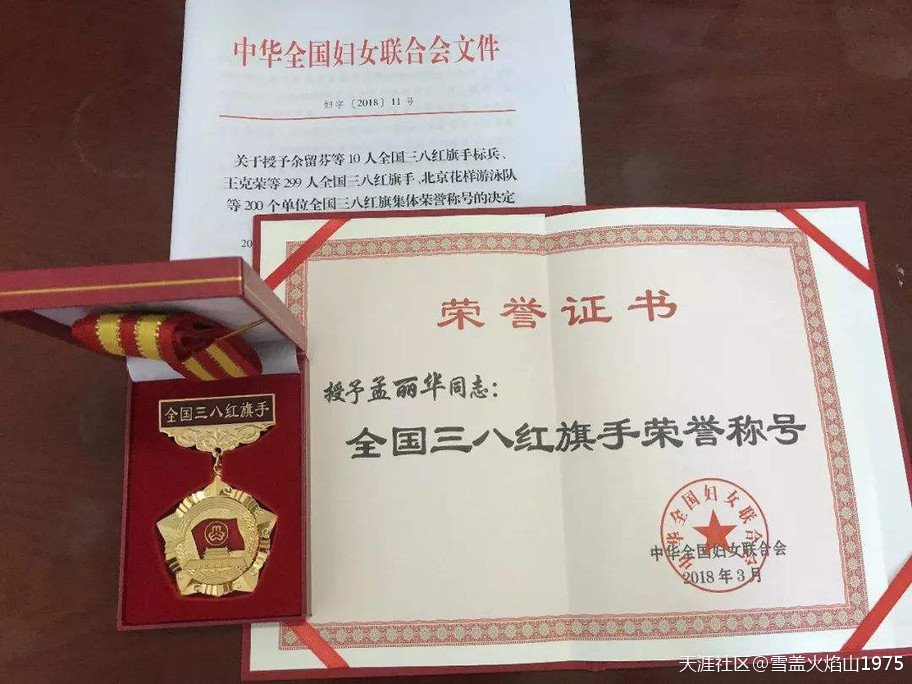 中华全国妇女联合会文件
妇字〔2018〕11号
关于授予余留芬等10人全国三八红旗手标兵、
王克荣等299人全国三八红旗手、北京花样游泳队
等200个单位全国三八红旗集体荣誉称号的决定
20
荣誉证书
授予孟丽华同志：
全国三八红旗手荣誉称号
中华全国妇女联合会
中华全国妇女联合会
2018年3月
全国三八红旗手
天涯社区@雪盖火焰山1975